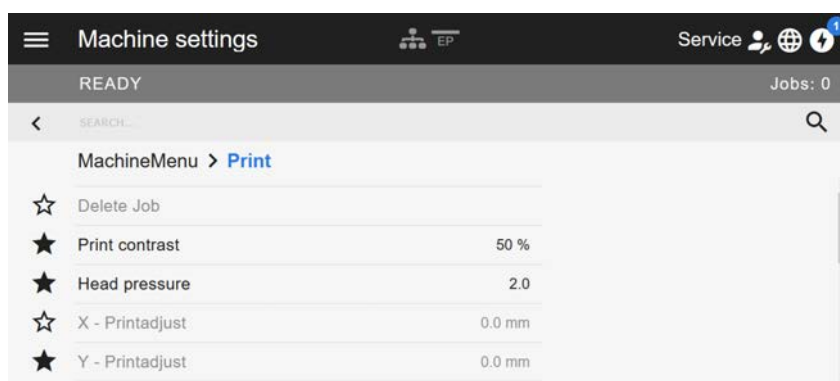 Machine settings EP Service 1
READY Jobs: 0
SEARCH...
MachineMenu > Print
Delete Job
Print contrast 50 %
Head pressure 2.0
X - Printadjust 0.0 mm
Y - Printadjust 0.0 mm